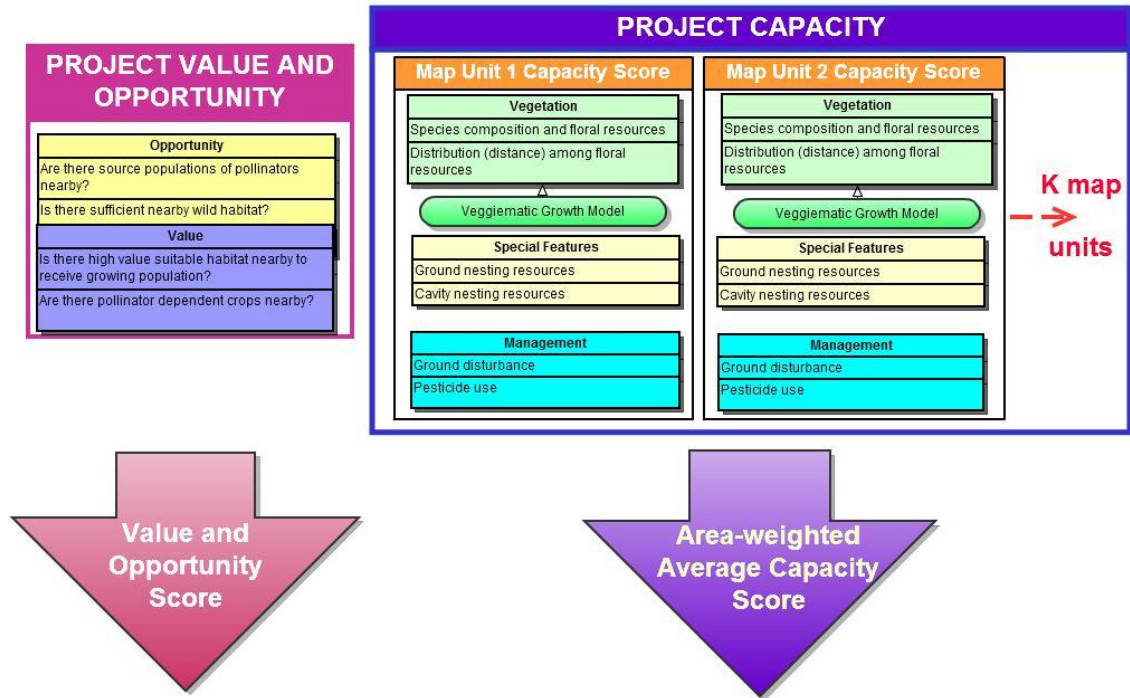 PROJECT VALUE AND
OPPORTUNITY
Opportunity
Are there source populations of pollinators
nearby?
Is there sufficient nearby wild habitat?
Value
Is there high value suitable habitat nearby to
receive growing population?
Are there pollinator dependent crops nearby?
PROJECT CAPACITY
Map Unit 1 Capacity Score
Vegetation
Species composition and floral resources
Distribution (distance) among floral
resources
Veggiematic Growth Model
Special Features
Ground nesting resources
Cavity nesting resources
Management
Ground disturbance
Pesticide use
Map Unit 2 Capacity Score
Vegetation
Species composition and floral resources
Distribution (distance) among floral
resources
Veggiematic Growth Model
Special Features
Ground nesting resources
Cavity nesting resources
Management
Ground disturbance
Pesticide use
K map
units
Value and
Opportunity
Score
Area-weighted
Average Capacity
Score